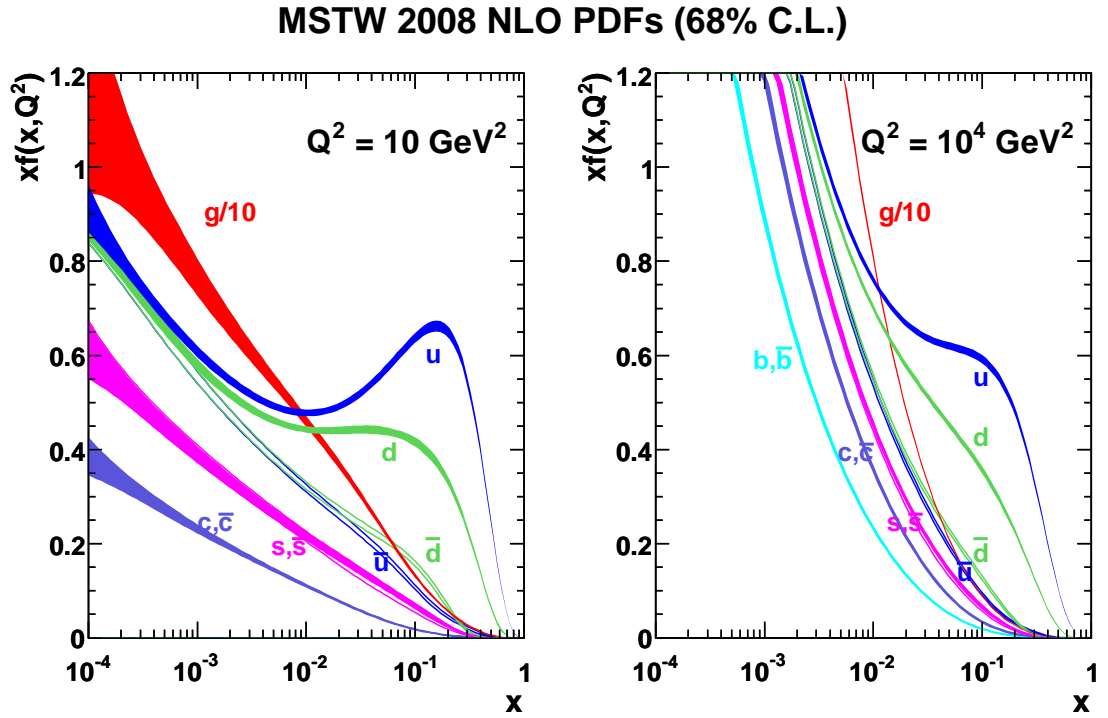 MSTW 2008 NLO PDFs (68% C.L.)
xf(x,Q²)
1.2
1
0.8
0.6
0.4
0.2
0
Q² = 10 GeV²
g/10
u
d
c,c̅
s,s̅
u̅
d̅
10⁻⁴
10⁻³
10⁻²
10⁻¹
1
x
xf(x,Q²)
1.2
1
0.8
0.6
0.4
0.2
0
Q² = 10⁴ GeV²
g/10
b,b̅
u
d
c,c̅
s,s̅
d̅
u̅
10⁻⁴
10⁻³
10⁻²
10⁻¹
1
x